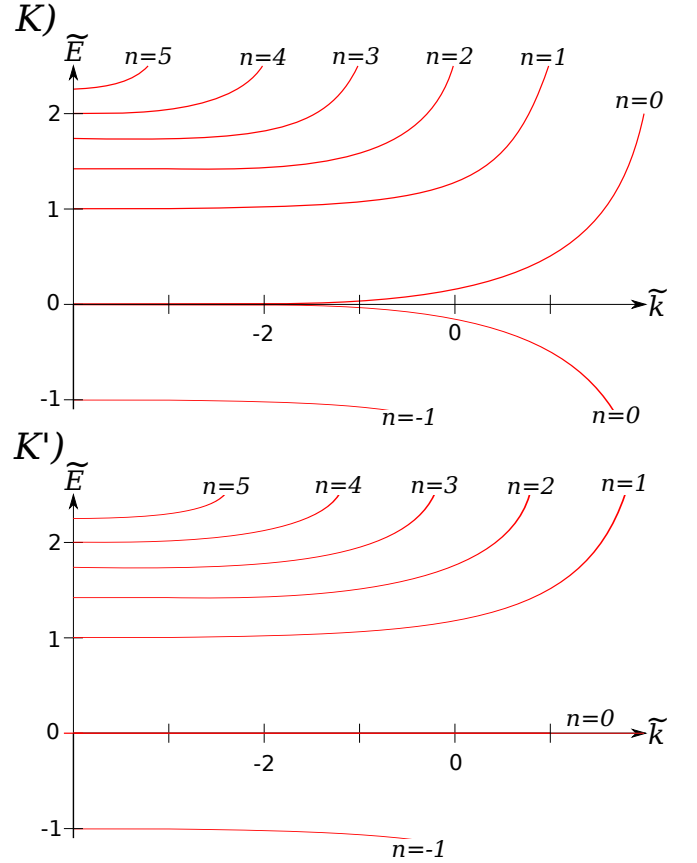 K)
Ẽ
n=5 n=4 n=3 n=2 n=1
n=0
2
1
0
k̃
-2 0
-1
n=-1 n=0
K')
Ẽ
n=5 n=4 n=3 n=2 n=1
2
1
n=0
0
k̃
-2 0
-1
n=-1